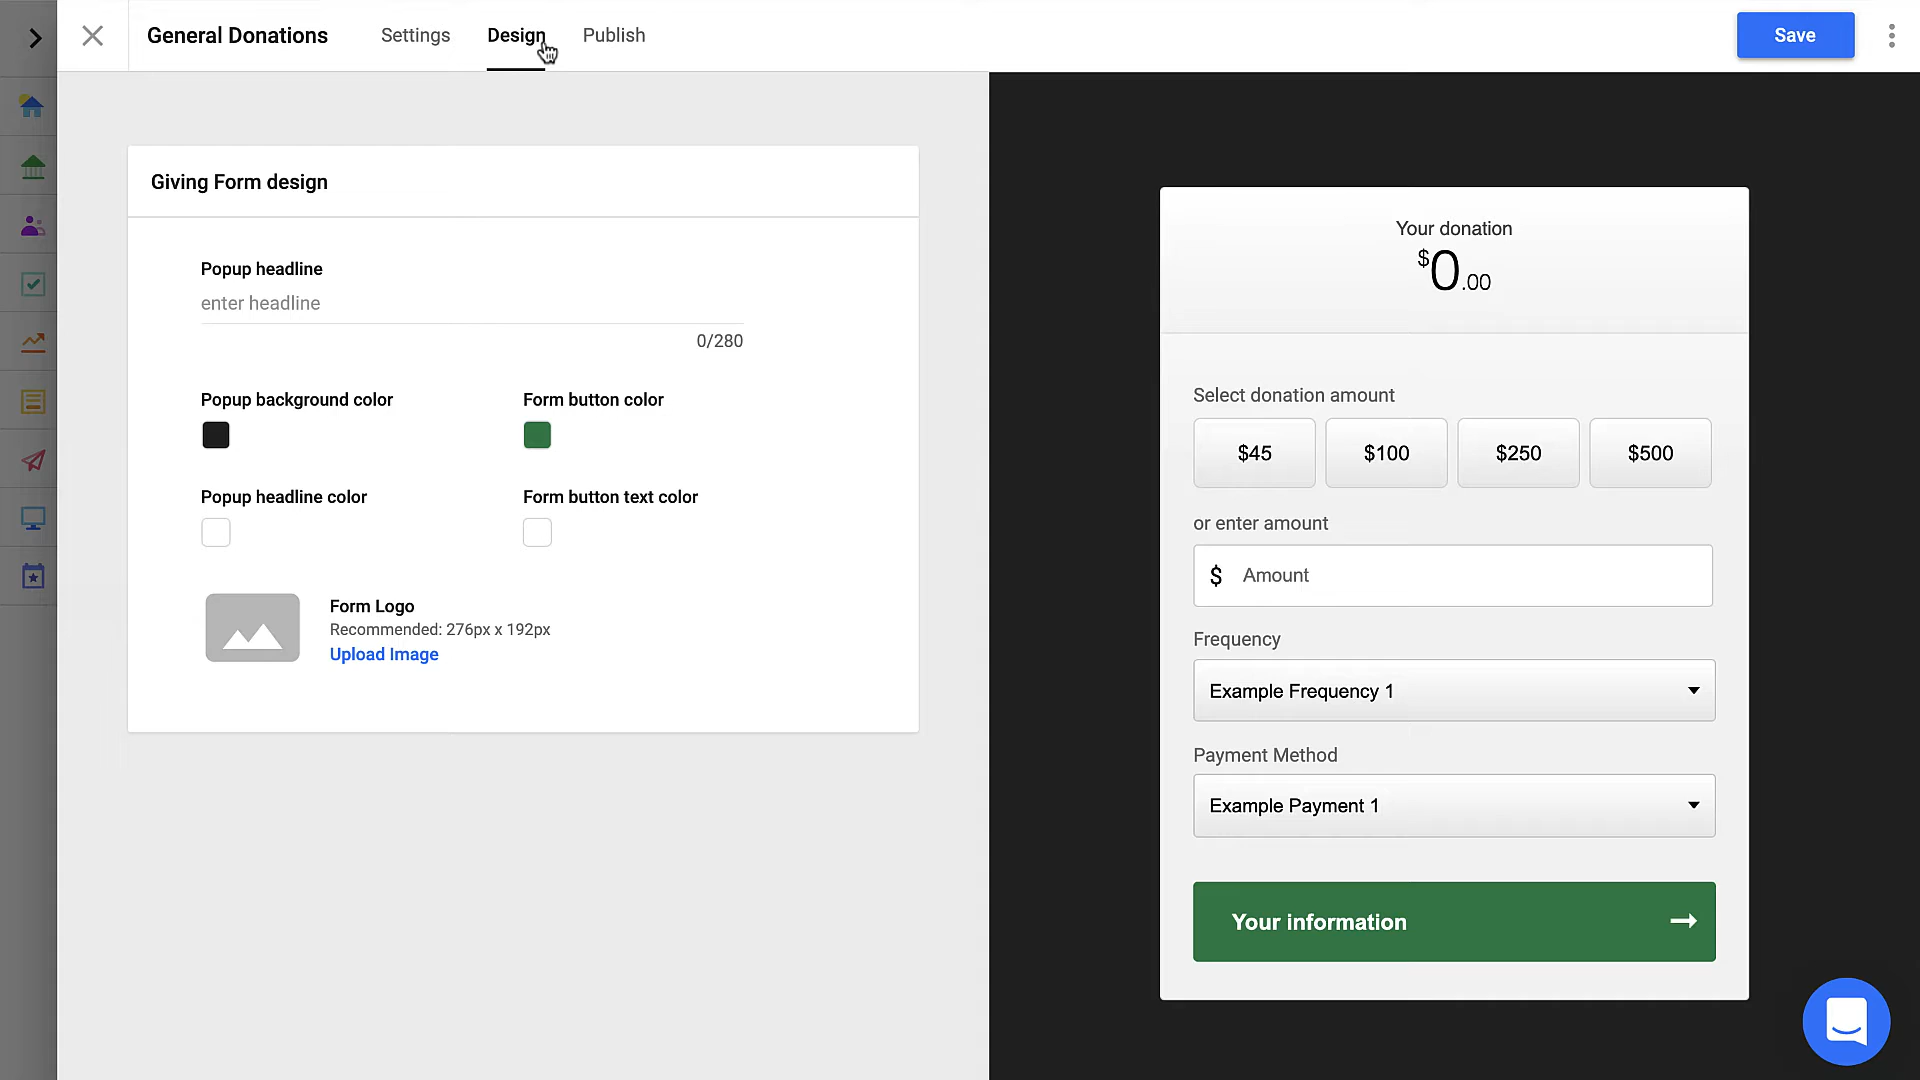 General Donations
Settings
Design
Publish
Save
Giving Form design
Popup headline
enter headline
0/280
Popup background color
Form button color
Popup headline color
Form button text color
Form Logo
Recommended: 276px x 192px
Upload Image
Your donation
$0.00
Select donation amount
$45
$100
$250
$500
or enter amount
$ Amount
Frequency
Example Frequency 1
Payment Method
Example Payment 1
Your information